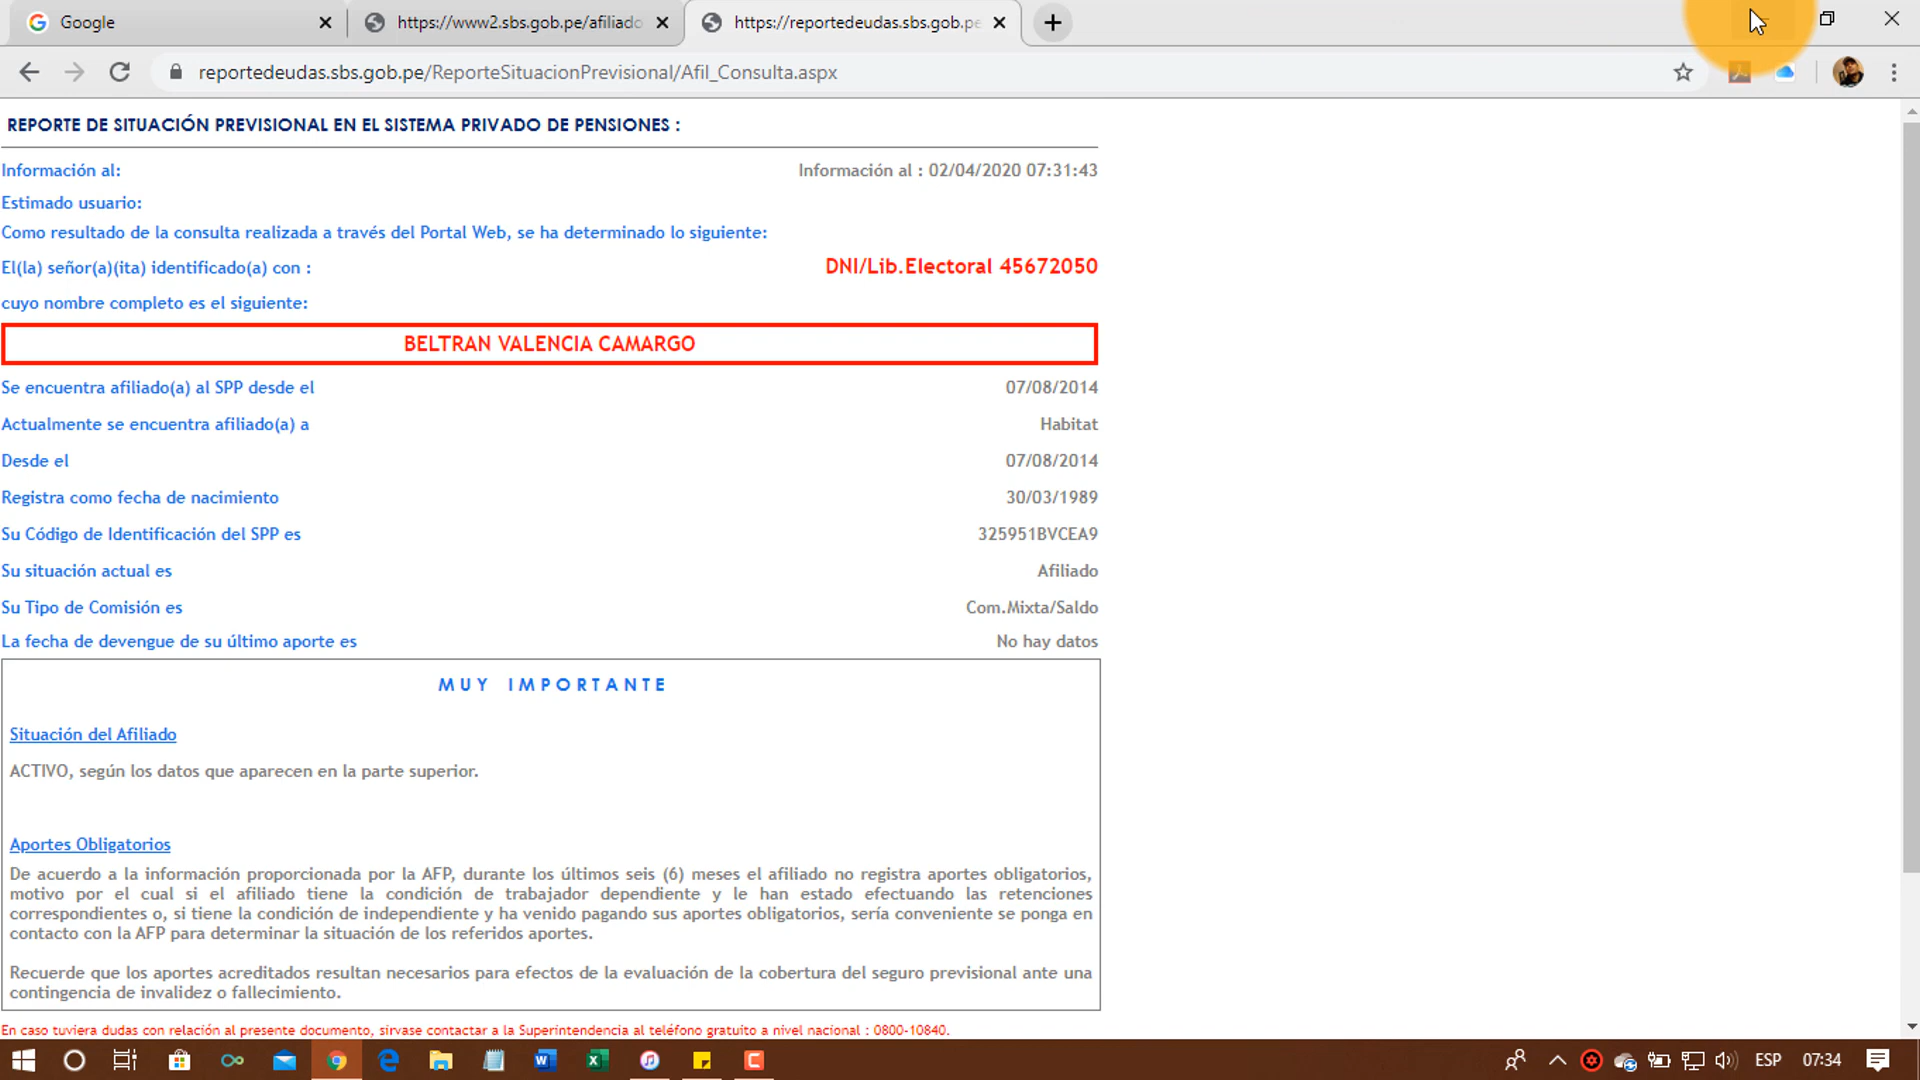 Google
https://www2.sbs.gob.pe/afiliado
https://reportedeudas.sbs.gob.pe
reportedeudas.sbs.gob.pe/ReporteSituacionPrevisional/Afil_Consulta.aspx
REPORTE DE SITUACIÓN PREVISIONAL EN EL SISTEMA PRIVADO DE PENSIONES :
Información al: Información al : 02/04/2020 07:31:43
Estimado usuario:
Como resultado de la consulta realizada a través del Portal Web, se ha determinado lo siguiente:
El(la) señor(a)(ita) identificado(a) con : DNI/Lib.Electoral 45672050
cuyo nombre completo es el siguiente:
BELTRAN VALENCIA CAMARGO
Se encuentra afiliado(a) al SPP desde el 07/08/2014
Actualmente se encuentra afiliado(a) a Habitat
Desde el 07/08/2014
Registra como fecha de nacimiento 30/03/1989
Su Código de Identificación del SPP es 325951BVCEA9
Su situación actual es Afiliado
Su Tipo de Comisión es Com.Mixta/Saldo
La fecha de devengue de su último aporte es No hay datos
MUY IMPORTANTE
Situación del Afiliado
ACTIVO, según los datos que aparecen en la parte superior.
Aportes Obligatorios
De acuerdo a la información proporcionada por la AFP, durante los últimos seis (6) meses el afiliado no registra aportes obligatorios,
motivo por el cual si el afiliado tiene la condición de trabajador dependiente y le han estado efectuando las retenciones
correspondientes o, si tiene la condición de independiente y ha venido pagando sus aportes obligatorios, sería conveniente se ponga en
contacto con la AFP para determinar la situación de los referidos aportes.
Recuerde que los aportes acreditados resultan necesarios para efectos de la evaluación de la cobertura del seguro previsional ante una
contingencia de invalidez o fallecimiento.
En caso tuviera dudas con relación al presente documento, sirvase contactar a la Superintendencia al teléfono gratuito a nivel nacional : 0800-10840.
ESP 07:34